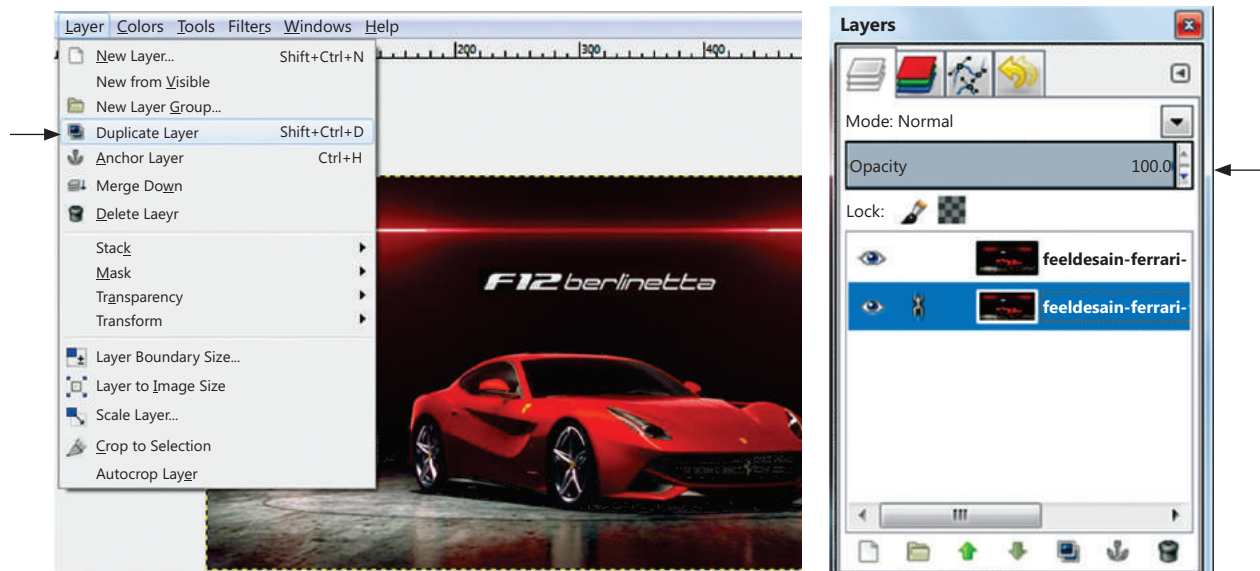 Layer Colors Tools Filters Windows Help
200 300 400
New Layer... Shift+Ctrl+N
New from Visible
New Layer Group...
Duplicate Layer Shift+Ctrl+D
Anchor Layer Ctrl+H
Merge Down
Delete Laeyr
Stack
Mask
Transparency
Transform
Layer Boundary Size...
Layer to Image Size
Scale Layer...
Crop to Selection
Autocrop Layer
F12 berlinetta
Layers
Mode: Normal
Opacity 100.0
Lock:
feeldesain-ferrari-
feeldesain-ferrari-